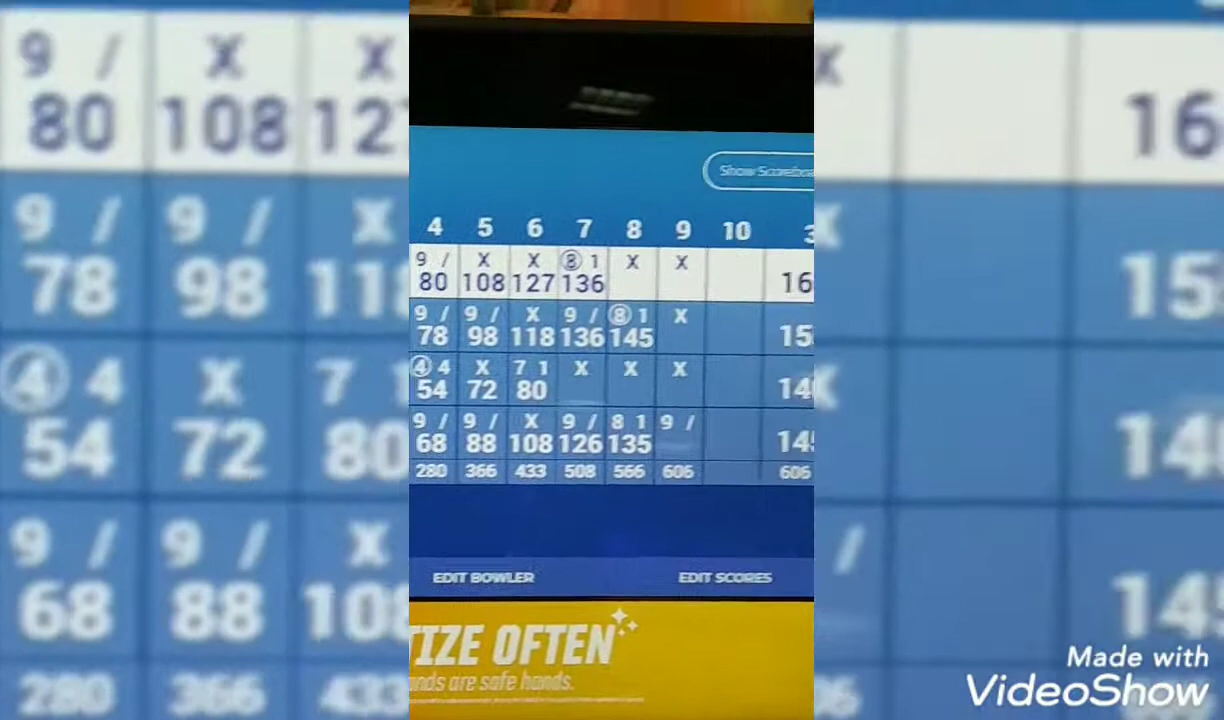 Show Scoreboa
4 5 6 7 8 9 10
9 / X X ⑧ 1 X X
80 108 127 136 16
9 / 9 / X 9 / ⑧ 1 X
78 98 118 136 145 15
④ 4 X 7 1 X X X
54 72 80 14
9 / 9 / X 9 / 8 1 9 /
68 88 108 126 135 145
280 366 433 508 566 606 606
EDIT BOWLER EDIT SCORES
TIZE OFTEN
ands are safe hands.
Made with
VideoShow